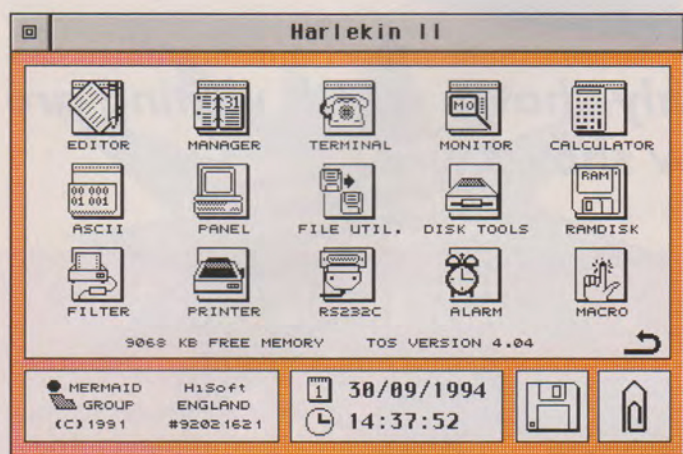 Harlekin II
EDITOR MANAGER TERMINAL MONITOR CALCULATOR
ASCII PANEL FILE UTIL. DISK TOOLS RAMDISK
FILTER PRINTER RS232C ALARM MACRO
9068 KB FREE MEMORY TOS VERSION 4.04
MERMAID GROUP (C) 1991
HiSoft ENGLAND #92021621
30/09/1994
14:37:52